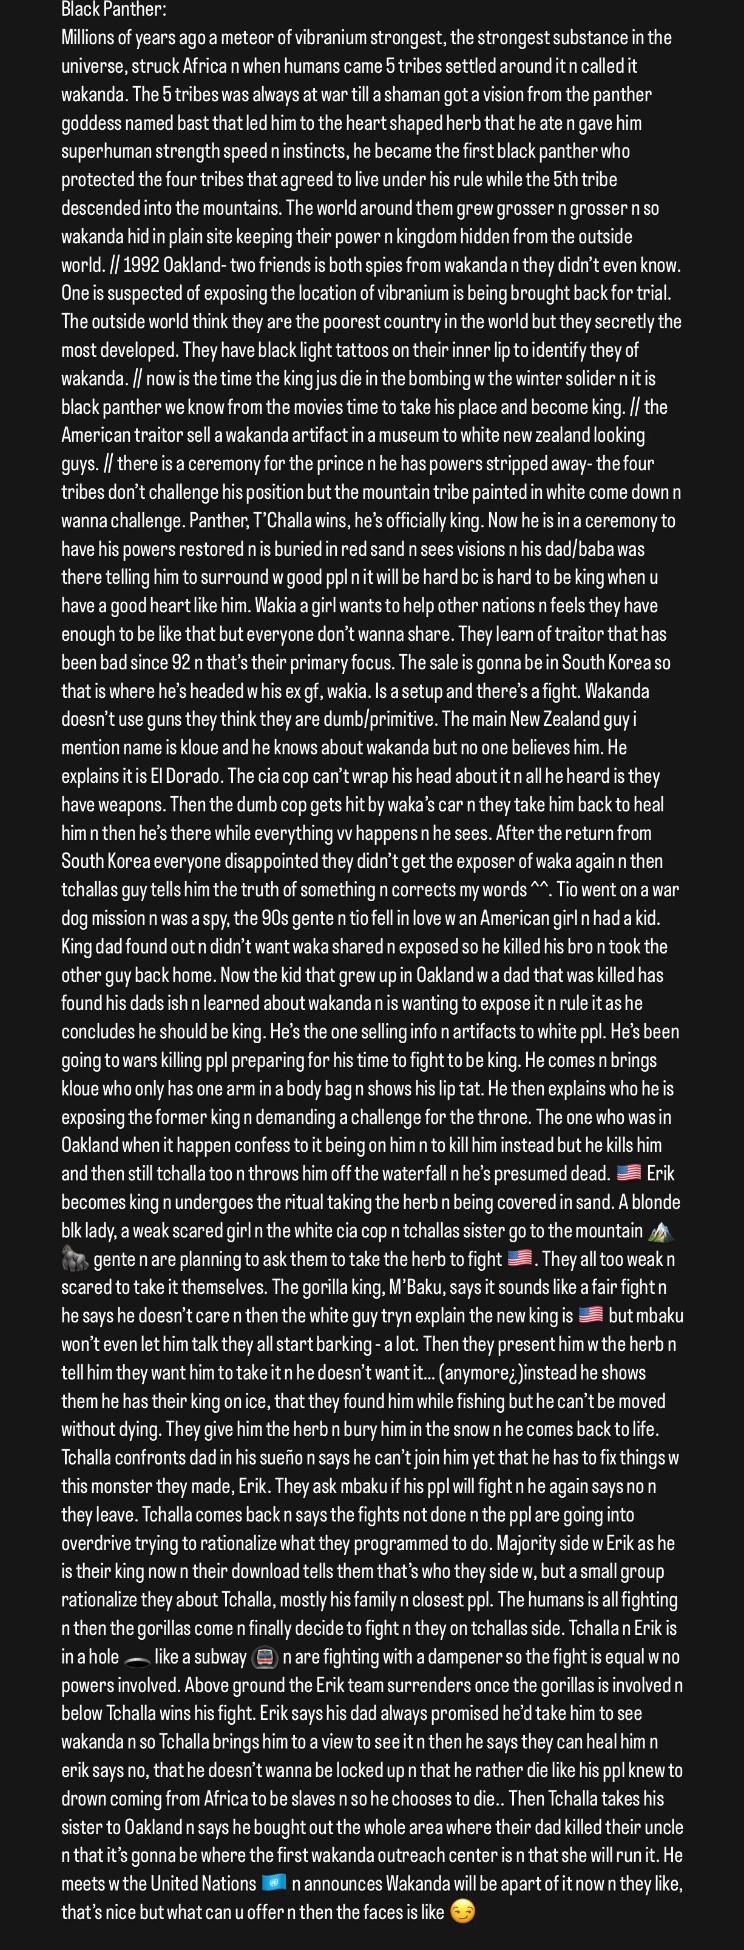 Black Panther:
Millions of years ago a meteor of vibranium strongest, the strongest substance in the
universe, struck Africa n when humans came 5 tribes settled around it n called it
wakanda. The 5 tribes was always at war till a shaman got a vision from the panther
goddess named bast that led him to the heart shaped herb that he ate n gave him
superhuman strength speed n instincts, he became the first black panther who
protected the four tribes that agreed to live under his rule while the 5th tribe
descended into the mountains. The world around them grew grosser n grosser n so
wakanda hid in plain site keeping their power n kingdom hidden from the outside
world. // 1992 Oakland- two friends is both spies from wakanda n they didn’t even know.
One is suspected of exposing the location of vibranium is being brought back for trial.
The outside world think they are the poorest country in the world but they secretly the
most developed. They have black light tattoos on their inner lip to identify they of
wakanda. // now is the time the king jus die in the bombing w the winter solider n it is
black panther we know from the movies time to take his place and become king. // the
American traitor sell a wakanda artifact in a museum to white new zealand looking
guys. // there is a ceremony for the prince n he has powers stripped away- the four
tribes don’t challenge his position but the mountain tribe painted in white come down n
wanna challenge. Panther, T’Challa wins, he’s officially king. Now he is in a ceremony to
have his powers restored n is buried in red sand n sees visions n his dad/baba was
there telling him to surround w good ppl n it will be hard bc is hard to be king when u
have a good heart like him. Wakia a girl wants to help other nations n feels they have
enough to be like that but everyone don’t wanna share. They learn of traitor that has
been bad since 92 n that’s their primary focus. The sale is gonna be in South Korea so
that is where he’s headed w his ex gf, wakia. Is a setup and there’s a fight. Wakanda
doesn’t use guns they think they are dumb/primitive. The main New Zealand guy i
mention name is kloue and he knows about wakanda but no one believes him. He
explains it is El Dorado. The cia cop can’t wrap his head about it n all he heard is they
have weapons. Then the dumb cop gets hit by waka’s car n they take him back to heal
him n then he’s there while everything vv happens n he sees. After the return from
South Korea everyone disappointed they didn’t get the exposer of waka again n then
tchallas guy tells him the truth of something n corrects my words ^^. Tio went on a war
dog mission n was a spy, the 90s gente n tio fell in love w an American girl n had a kid.
King dad found out n didn’t want waka shared n exposed so he killed his bro n took the
other guy back home. Now the kid that grew up in Oakland w a dad that was killed has
found his dads ish n learned about wakanda n is wanting to expose it n rule it as he
concludes he should be king. He’s the one selling info n artifacts to white ppl. He’s been
going to wars killing ppl preparing for his time to fight to be king. He comes n brings
kloue who only has one arm in a body bag n shows his lip tat. He then explains who he is
exposing the former king n demanding a challenge for the throne. The one who was in
Oakland when it happen confess to it being on him n to kill him instead but he kills him
and then still tchalla too n throws him off the waterfall n he’s presumed dead. 🇺🇸 Erik
becomes king n undergoes the ritual taking the herb n being covered in sand. A blonde
blk lady, a weak scared girl n the white cia cop n tchallas sister go to the mountain 🏔️
🦍 gente n are planning to ask them to take the herb to fight 🇺🇸. They all too weak n
scared to take it themselves. The gorilla king, M’Baku, says it sounds like a fair fight n
he says he doesn’t care n then the white guy tryn explain the new king is 🇺🇸 but mbaku
won’t even let him talk they all start barking - a lot. Then they present him w the herb n
tell him they want him to take it n he doesn’t want it... (anymore¿)instead he shows
them he has their king on ice, that they found him while fishing but he can’t be moved
without dying. They give him the herb n bury him in the snow n he comes back to life.
Tchalla confronts dad in his sueño n says he can’t join him yet that he has to fix things w
this monster they made, Erik. They ask mbaku if his ppl will fight n he again says no n
they leave. Tchalla comes back n says the fights not done n the ppl are going into
overdrive trying to rationalize what they programmed to do. Majority side w Erik as he
is their king now n their download tells them that’s who they side w, but a small group
rationalize they about Tchalla, mostly his family n closest ppl. The humans is all fighting
n then the gorillas come n finally decide to fight n they on tchallas side. Tchalla n Erik is
in a hole 🕳️ like a subway 🚇 n are fighting with a dampener so the fight is equal w no
powers involved. Above ground the Erik team surrenders once the gorillas is involved n
below Tchalla wins his fight. Erik says his dad always promised he’d take him to see
wakanda n so Tchalla brings him to a view to see it n then he says they can heal him n
erik says no, that he doesn’t wanna be locked up n that he rather die like his ppl knew to
drown coming from Africa to be slaves n so he chooses to die.. Then Tchalla takes his
sister to Oakland n says he bought out the whole area where their dad killed their uncle
n that it’s gonna be where the first wakanda outreach center is n that she will run it. He
meets w the United Nations 🇺🇳 n announces Wakanda will be apart of it now n they like,
that’s nice but what can u offer n then the faces is like 😏